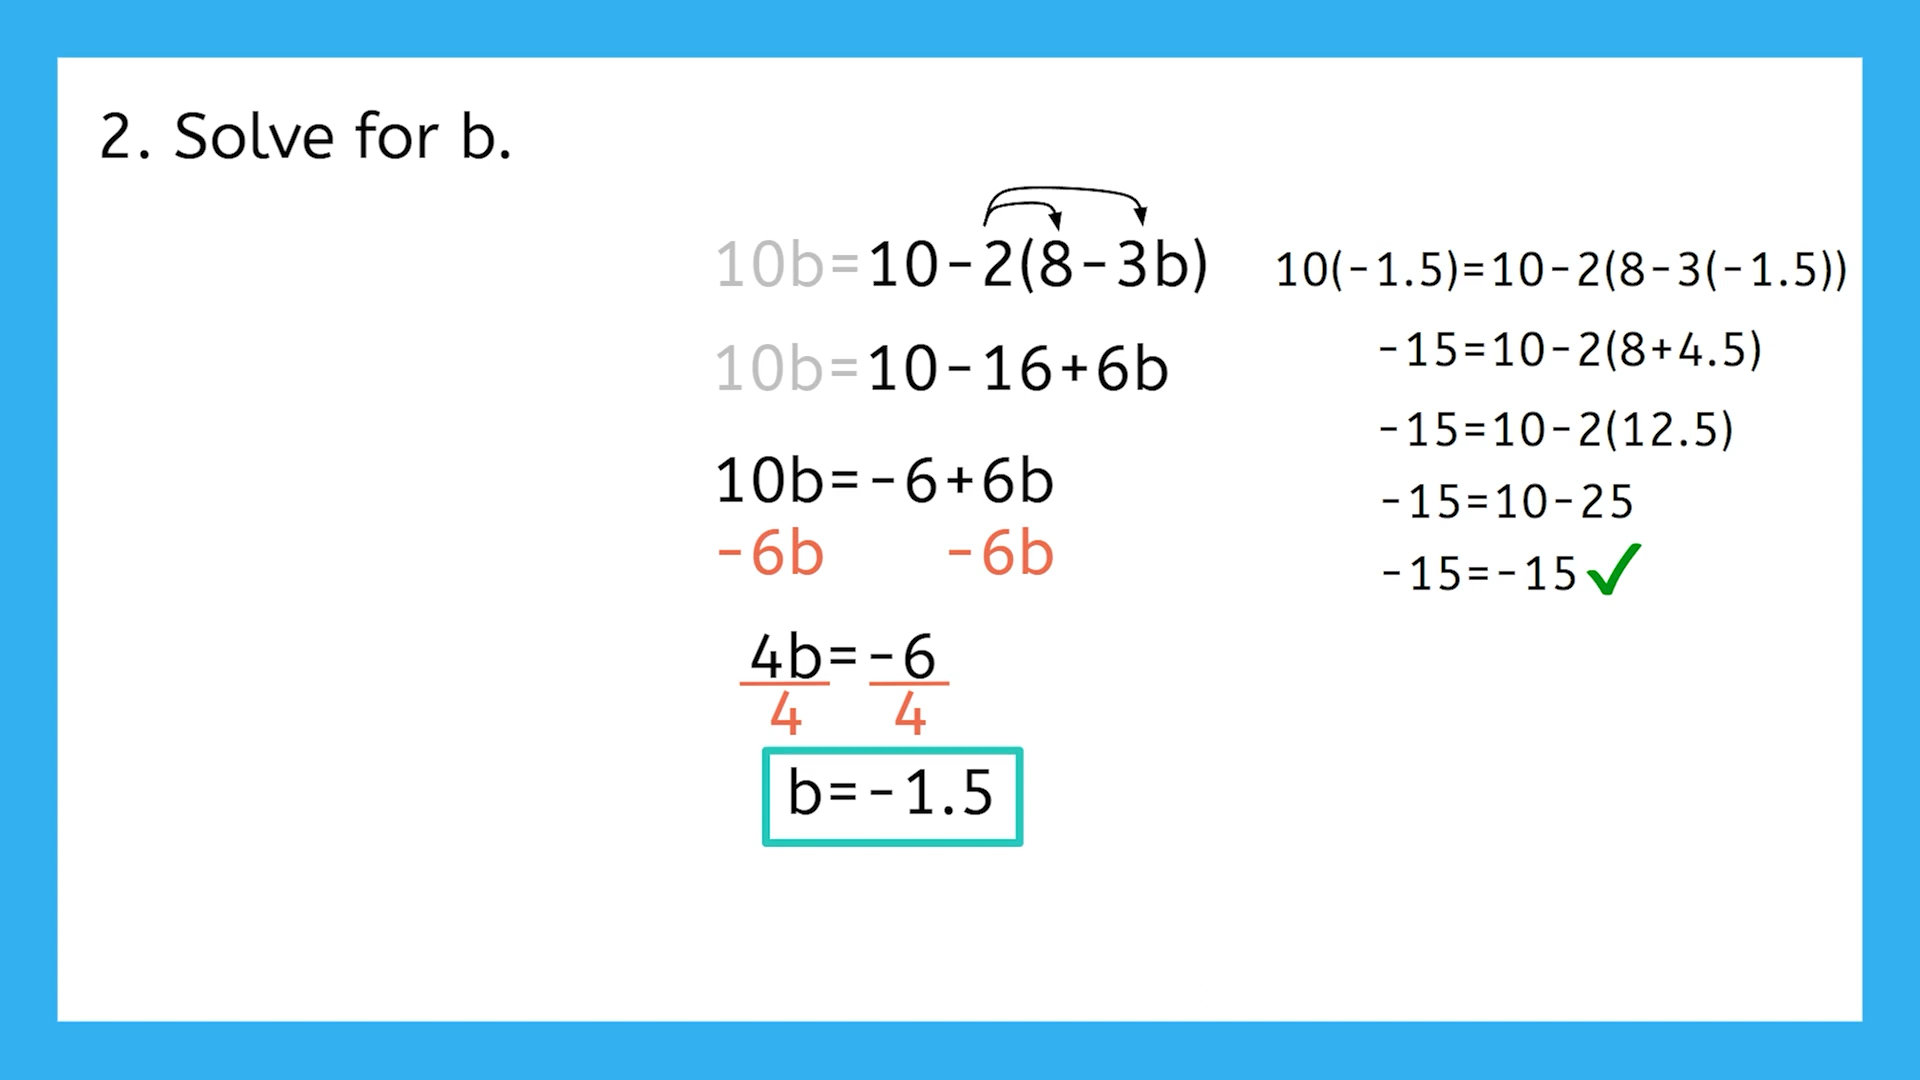 2. Solve for b.
10b=10-2(8-3b)
10b=10-16+6b
10b=-6+6b
-6b -6b
4b=-6
4 4
b=-1.5
10(-1.5)=10-2(8-3(-1.5))
-15=10-2(8+4.5)
-15=10-2(12.5)
-15=10-25
-15=-15✓